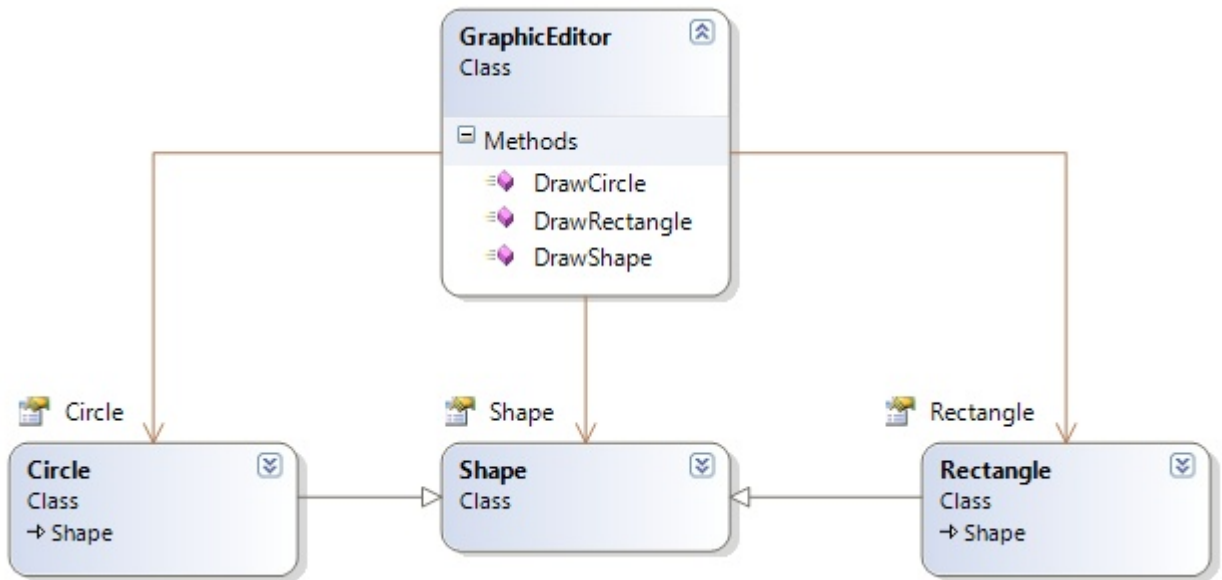 GraphicEditor
Class
Methods
DrawCircle
DrawRectangle
DrawShape
Circle
Shape
Rectangle
Circle
Class
Shape
Shape
Class
Rectangle
Class
Shape